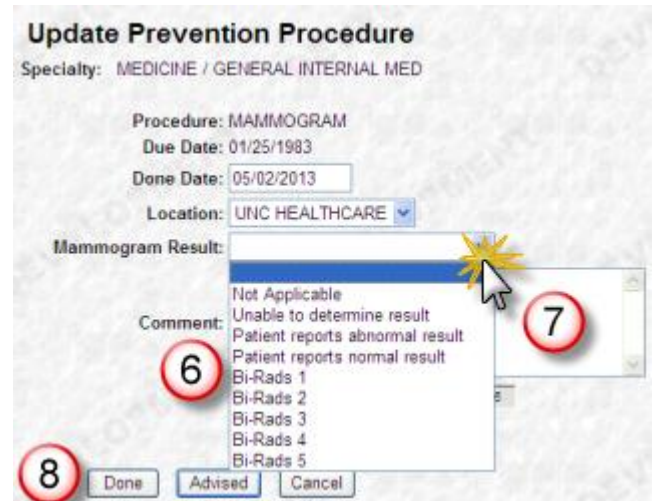 Update Prevention Procedure
Specialty: MEDICINE / GENERAL INTERNAL MED
Procedure: MAMMOGRAM
Due Date: 01/25/1983
Done Date: 05/02/2013
Location: UNC HEALTHCARE
Mammogram Result:
Not Applicable
Unable to determine result
Patient reports abnormal result
Patient reports normal result
Bi-Rads 1
Bi-Rads 2
Bi-Rads 3
Bi-Rads 4
Bi-Rads 5
Comment:
6
7
8
Done Advised Cancel